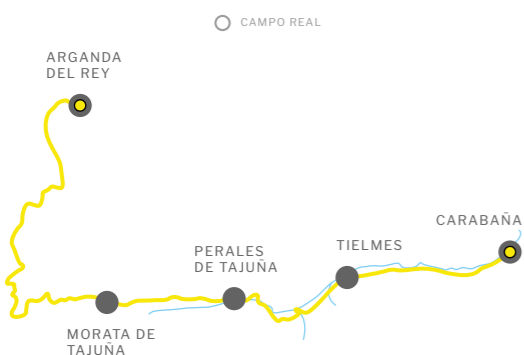 CAMPO REAL
ARGANDA
DEL REY
CARABAÑA
TIELMES
PERALES
DE TAJUÑA
MORATA DE
TAJUÑA